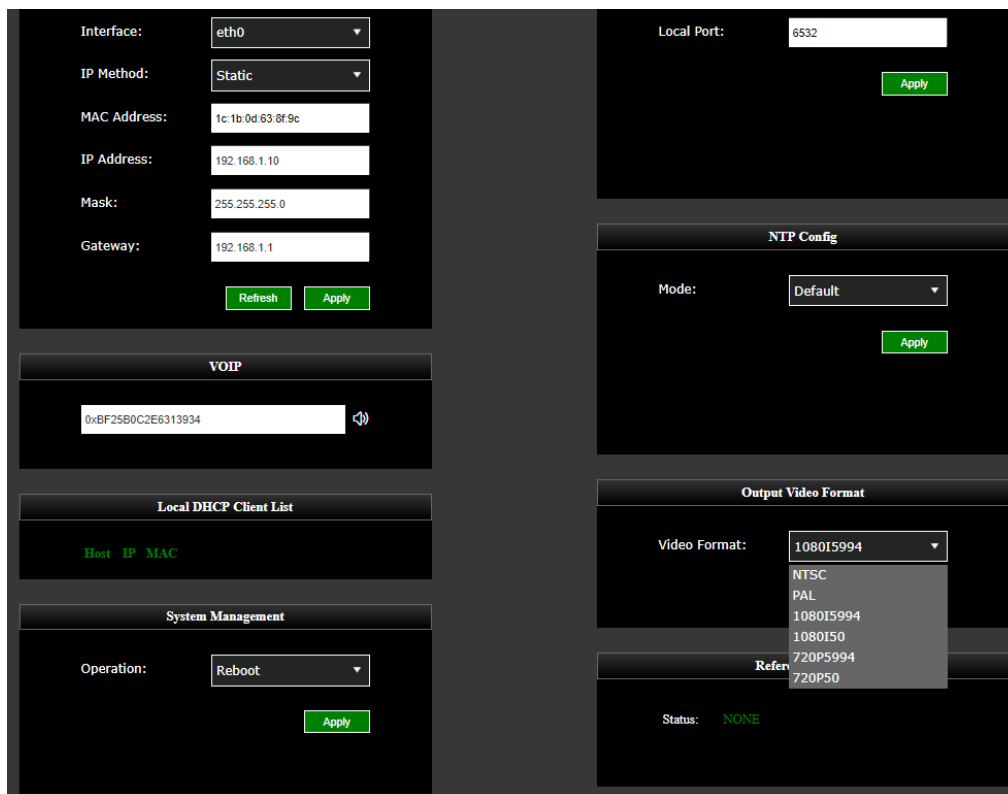 Interface: eth0
IP Method: Static
MAC Address: 1c:1b:0d:63:8f:9c
IP Address: 192.168.1.10
Mask: 255.255.255.0
Gateway: 192.168.1.1
Refresh Apply
VOIP
0xBF25B0C2E6313934
Local DHCP Client List
Host IP MAC
System Management
Operation: Reboot
Apply
Local Port: 6532
Apply
NTP Config
Mode: Default
Apply
Output Video Format
Video Format: 1080I5994
NTSC
PAL
1080I5994
1080I50
720P5994
720P50
Status: NONE